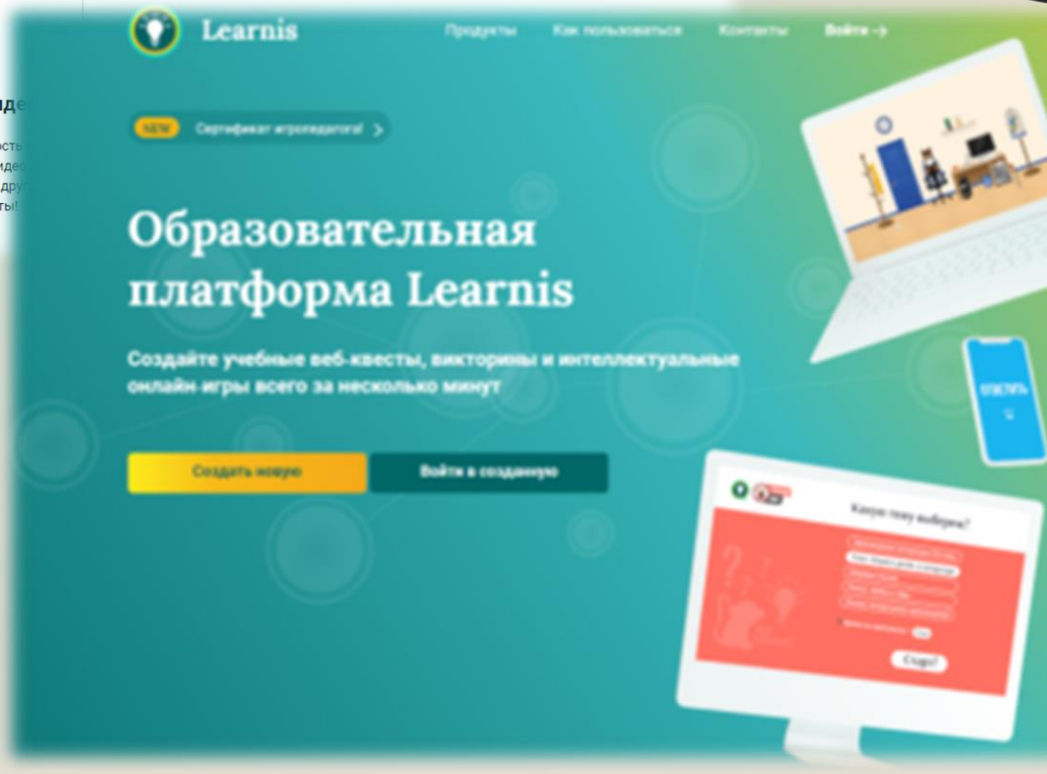 Learnis
Продукты Как пользоваться Контакты Войти →
NEW Сертификат игропедагога! >
Образовательная
платформа Learnis
Создайте учебные веб-квесты, викторины и интеллектуальные
онлайн-игры всего за несколько минут
Создать новую Войти в созданную
ОТВЕТИТЬ
Какую тему выберем?
Старт!